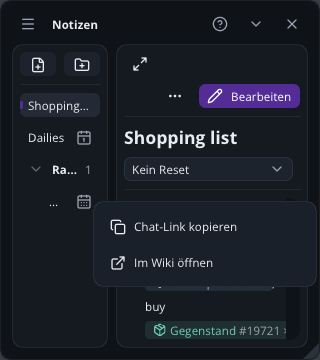 Notizen
Bearbeiten
Shopping...
Dailies
Ra... 1
...
Shopping list
Kein Reset
Chat-Link kopieren
Im Wiki öffnen
buy
Gegenstand #19721